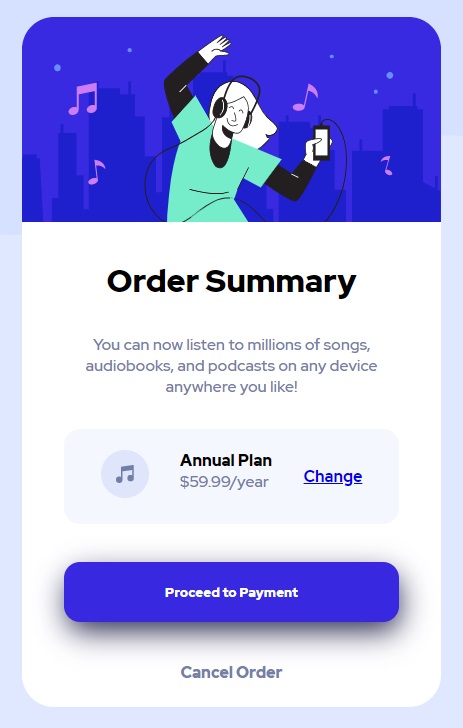 Order Summary
You can now listen to millions of songs,
audiobooks, and podcasts on any device
anywhere you like!
Annual Plan
$59.99/year
Change
Proceed to Payment
Cancel Order